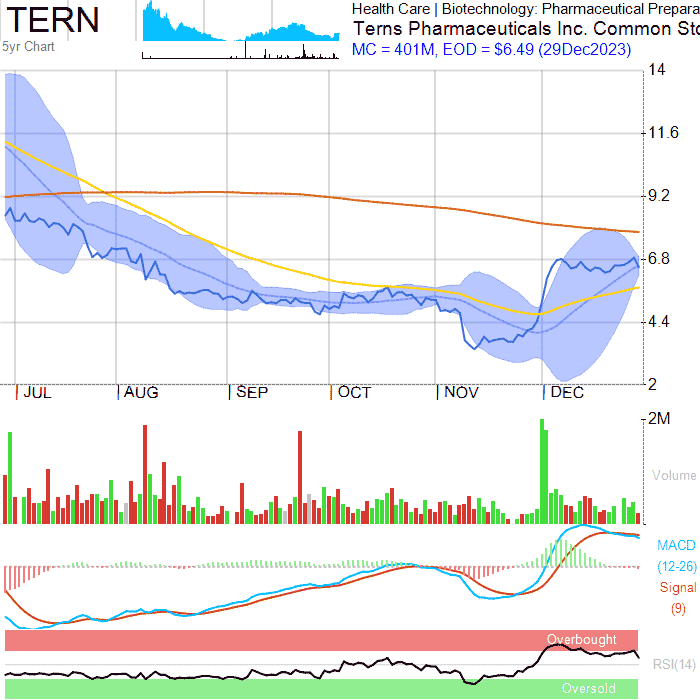 TERN
5yr Chart
Health Care | Biotechnology: Pharmaceutical Prepara
Terns Pharmaceuticals Inc. Common Sto
MC = 401M, EOD = $6.49 (29Dec2023)
14
11.6
9.2
6.8
4.4
2
JUL AUG SEP OCT NOV DEC
2M
Volume
MACD
(12-26)
Signal
(9)
Overbought
RSI(14)
Oversold